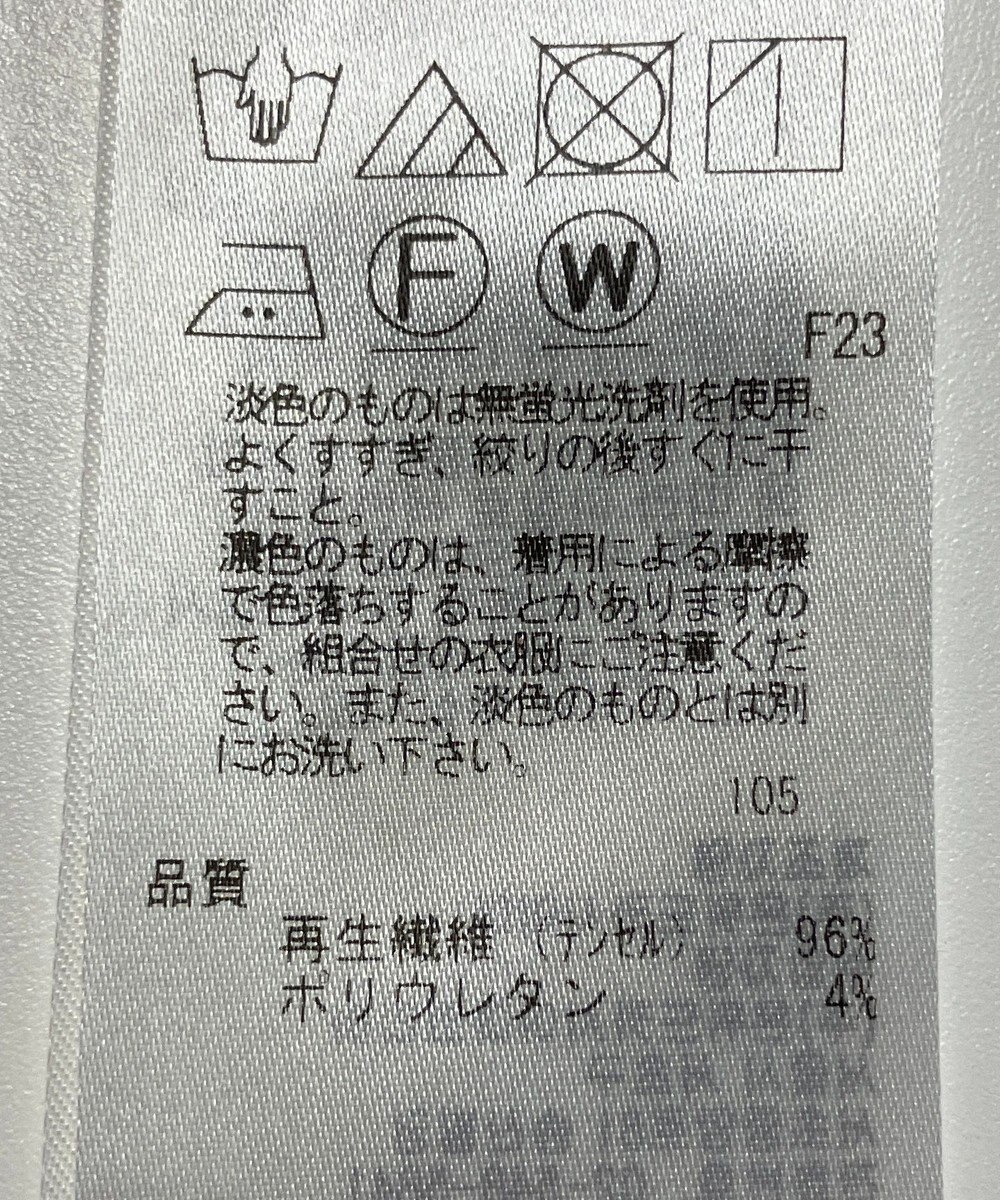 F
W
F23
淡色のものは無蛍光洗剤を使用。
よくすすぎ、絞りの後すぐに干
すこと。
濃色のものは、着用による摩擦
で色落ちすることがありますの
で、組合せの衣服にご注意くだ
さい。また、淡色のものとは別
にお洗い下さい。
105
品質
再生繊維 (テンセル) 96%
ポリウレタン 4%